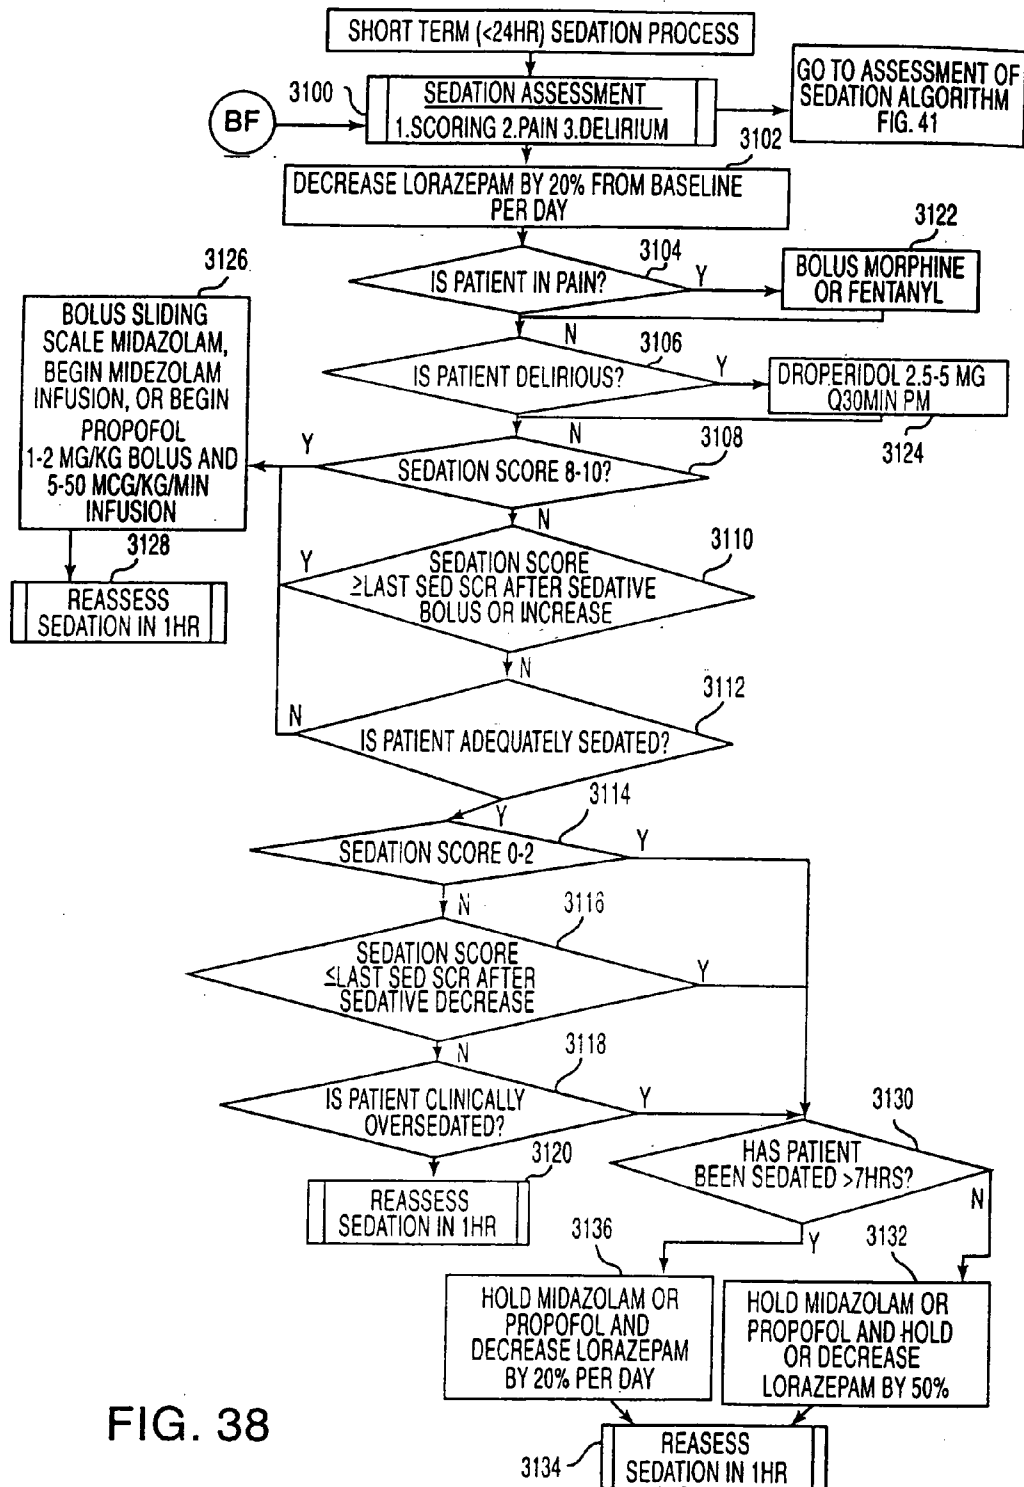 SHORT TERM (<24HR) SEDATION PROCESS
3100
SEDATION ASSESSMENT
1.SCORING 2.PAIN 3.DELIRIUM
GO TO ASSESSMENT OF
SEDATION ALGORITHM
FIG. 41
BF
3102
DECREASE LORAZEPAM BY 20% FROM BASELINE
PER DAY
3104
IS PATIENT IN PAIN?
Y
3122
BOLUS MORPHINE
OR FENTANYL
N
3106
IS PATIENT DELIRIOUS?
Y
DROPERIDOL 2.5-5 MG
Q30MIN PM
3124
N
3126
BOLUS SLIDING
SCALE MIDAZOLAM,
BEGIN MIDEZOLAM
INFUSION, OR BEGIN
PROPOFOL
1-2 MG/KG BOLUS AND
5-50 MCG/KG/MIN
INFUSION
3128
REASSESS
SEDATION IN 1HR
3108
Y
SEDATION SCORE 8-10?
N
3110
Y
SEDATION SCORE
≥LAST SED SCR AFTER SEDATIVE
BOLUS OR INCREASE
N
3112
N
IS PATIENT ADEQUATELY SEDATED?
Y
3114
SEDATION SCORE 0-2
Y
N
3116
SEDATION SCORE
≤LAST SED SCR AFTER
SEDATIVE DECREASE
Y
N
3118
IS PATIENT CLINICALLY
OVERSEDATED?
Y
3120
REASSESS
SEDATION IN 1HR
3130
HAS PATIENT
BEEN SEDATED >7HRS?
N
Y
3136
HOLD MIDAZOLAM OR
PROPOFOL AND
DECREASE LORAZEPAM
BY 20% PER DAY
3132
HOLD MIDAZOLAM OR
PROPOFOL AND HOLD
OR DECREASE
LORAZEPAM BY 50%
3134
REASESS
SEDATION IN 1HR
FIG. 38